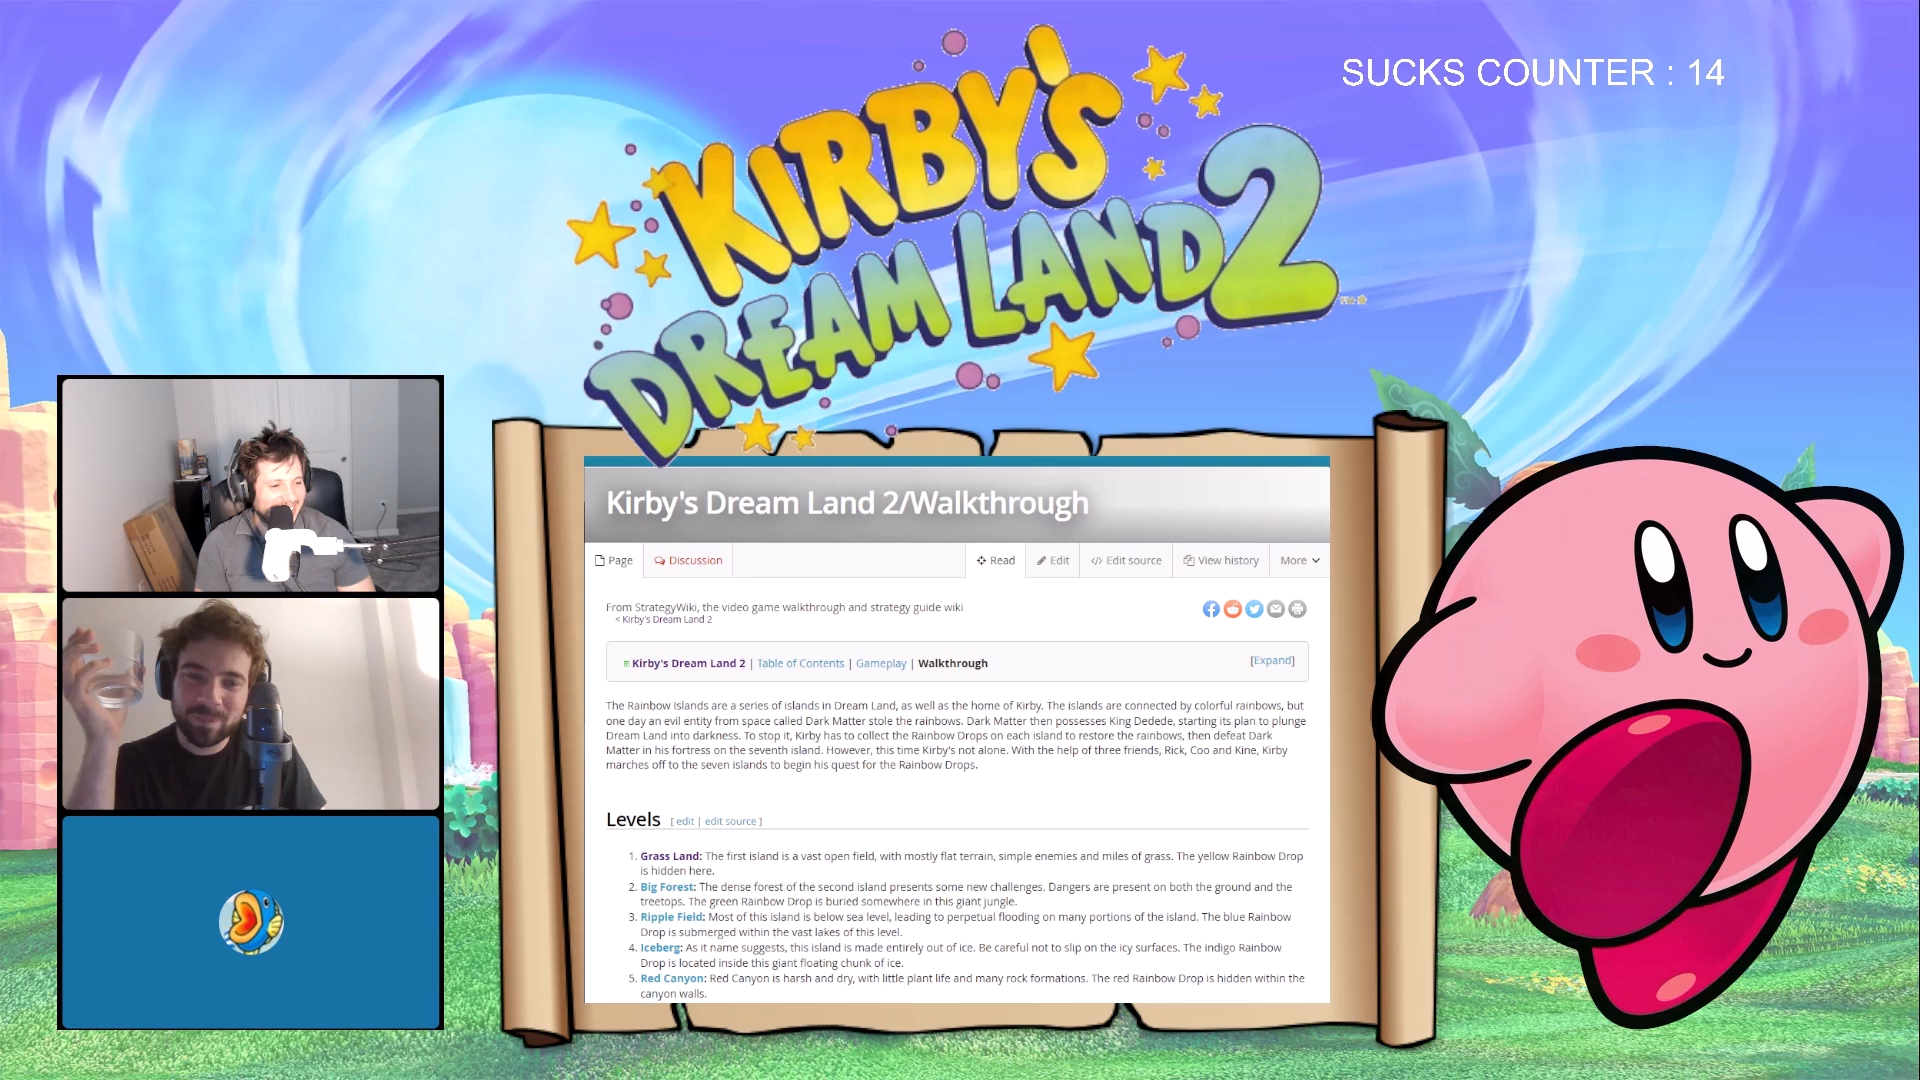 SUCKS COUNTER : 14
KIRBY'S
DREAM LAND 2
Kirby's Dream Land 2/Walkthrough
Page
Discussion
Read
Edit
Edit source
View history
More
From StrategyWiki, the video game walkthrough and strategy guide wiki
< Kirby's Dream Land 2
Kirby's Dream Land 2 | Table of Contents | Gameplay | Walkthrough
[Expand]
The Rainbow Islands are a series of islands in Dream Land, as well as the home of Kirby. The islands are connected by colorful rainbows, but
one day an evil entity from space called Dark Matter stole the rainbows. Dark Matter then possesses King Dedede, starting its plan to plunge
Dream Land into darkness. To stop it, Kirby has to collect the Rainbow Drops on each island to restore the rainbows, then defeat Dark
Matter in his fortress on the seventh island. However, this time Kirby's not alone. With the help of three friends, Rick, Coo and Kine, Kirby
marches off to the seven islands to begin his quest for the Rainbow Drops.
Levels [ edit | edit source ]
1. Grass Land: The first island is a vast open field, with mostly flat terrain, simple enemies and miles of grass. The yellow Rainbow Drop
is hidden here.
2. Big Forest: The dense forest of the second island presents some new challenges. Dangers are present on both the ground and the
treetops. The green Rainbow Drop is buried somewhere in this giant jungle.
3. Ripple Field: Most of this island is below sea level, leading to perpetual flooding on many portions of the island. The blue Rainbow
Drop is submerged within the vast lakes of this level.
4. Iceberg: As it name suggests, this island is made entirely out of ice. Be careful not to slip on the icy surfaces. The indigo Rainbow
Drop is located inside this giant floating chunk of ice.
5. Red Canyon: Red Canyon is harsh and dry, with little plant life and many rock formations. The red Rainbow Drop is hidden within the
canyon walls.